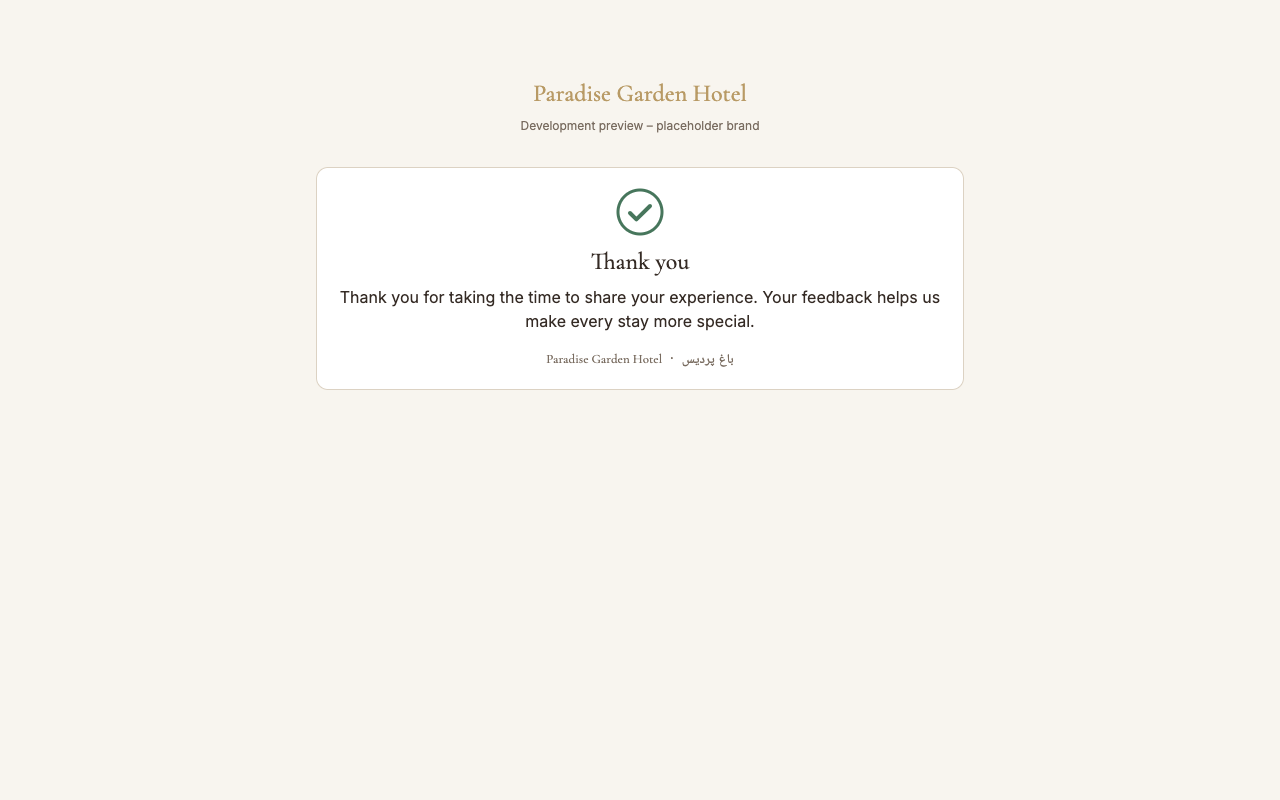 Paradise Garden Hotel
Development preview – placeholder brand
Thank you
Thank you for taking the time to share your experience. Your feedback helps us
make every stay more special.
Paradise Garden Hotel · باغ پردیس